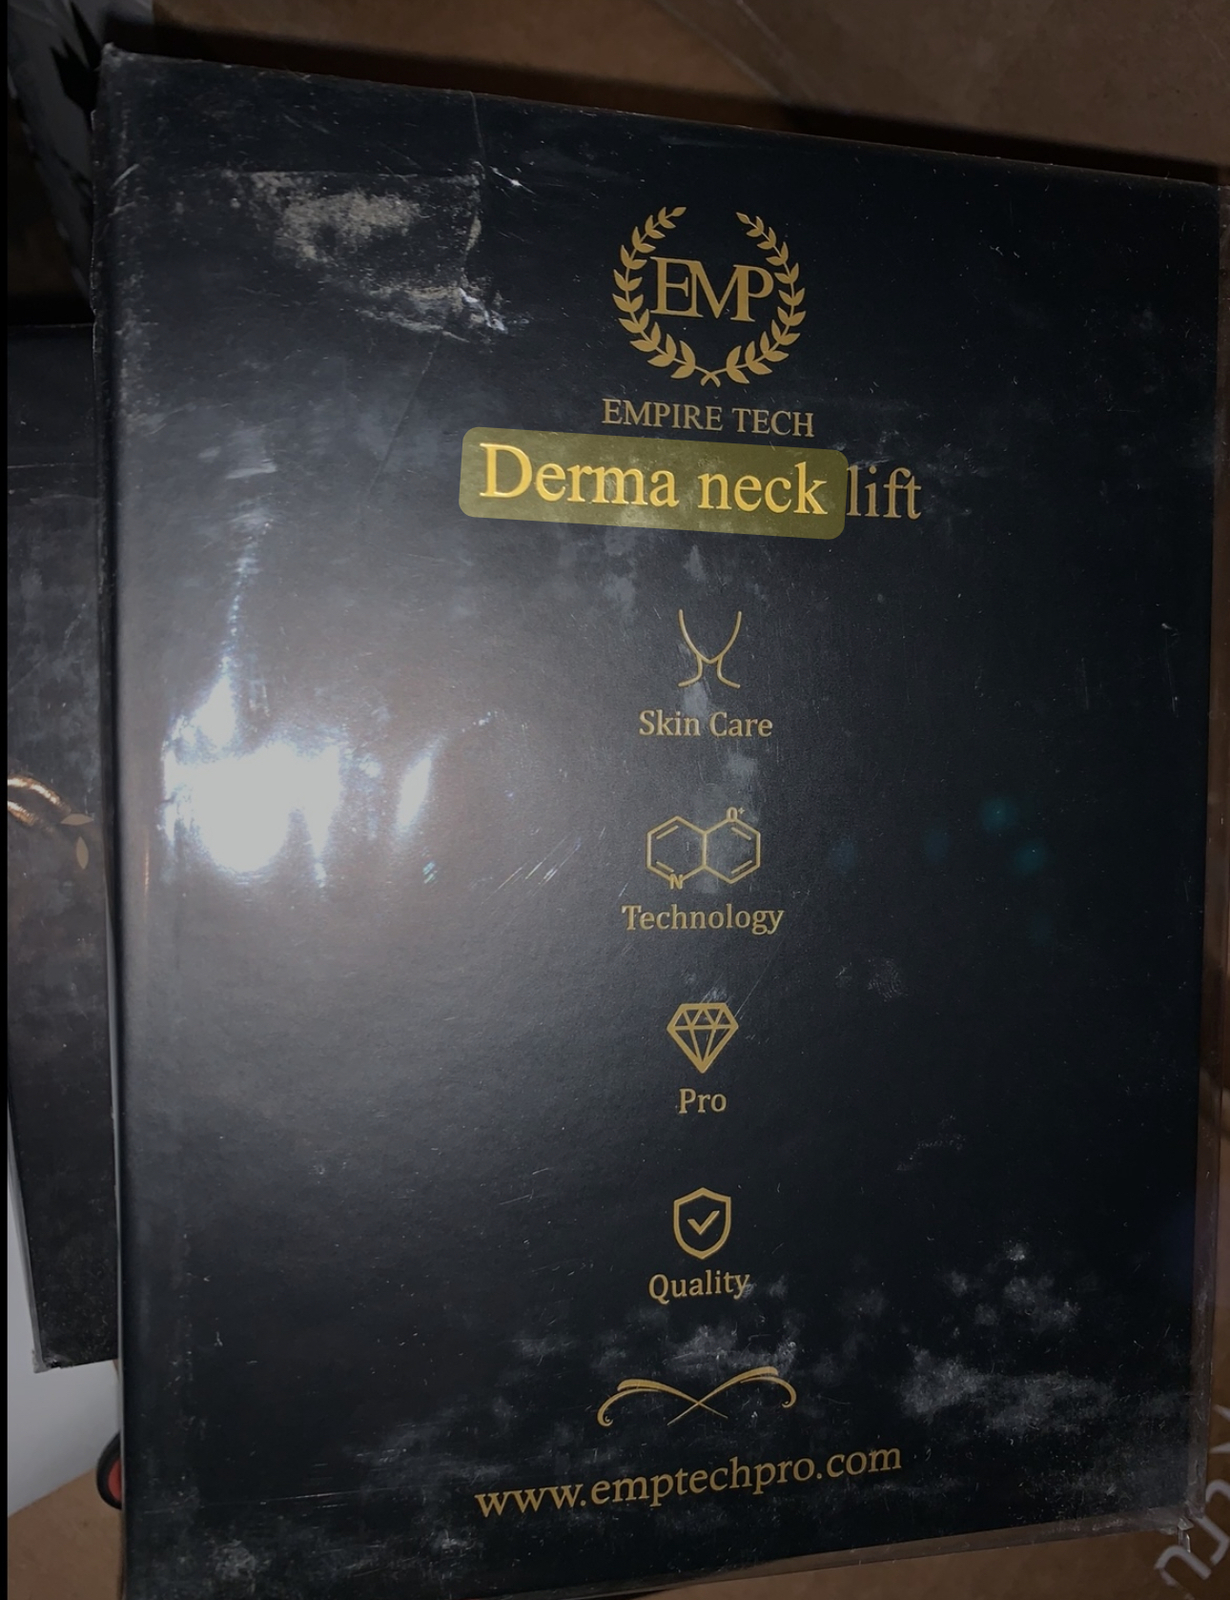 EMP
EMPIRE TECH
Derma neck lift
Skin Care
O+
N
Technology
Pro
Quality
www.emptechpro.com